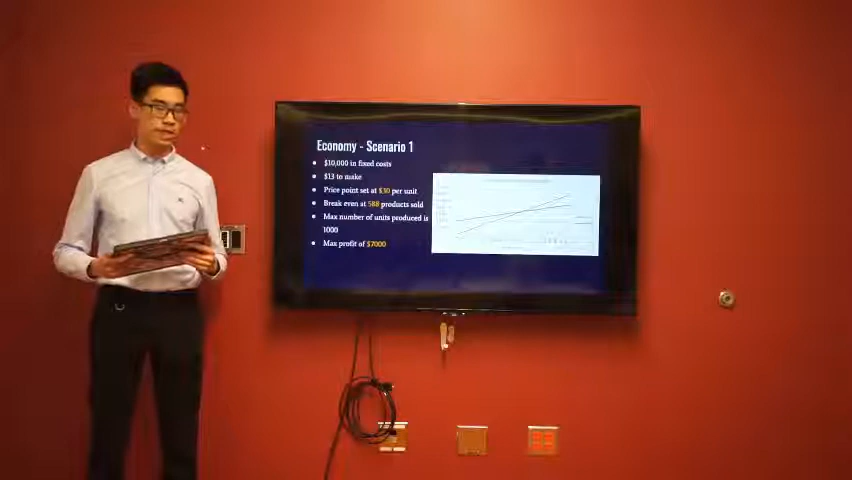 Economy - Scenario 1
$10,000 in fixed costs
$13 to make
Price point set at $30 per unit
Break even at 588 products sold
Max number of units produced is
1000
Max profit of $7000